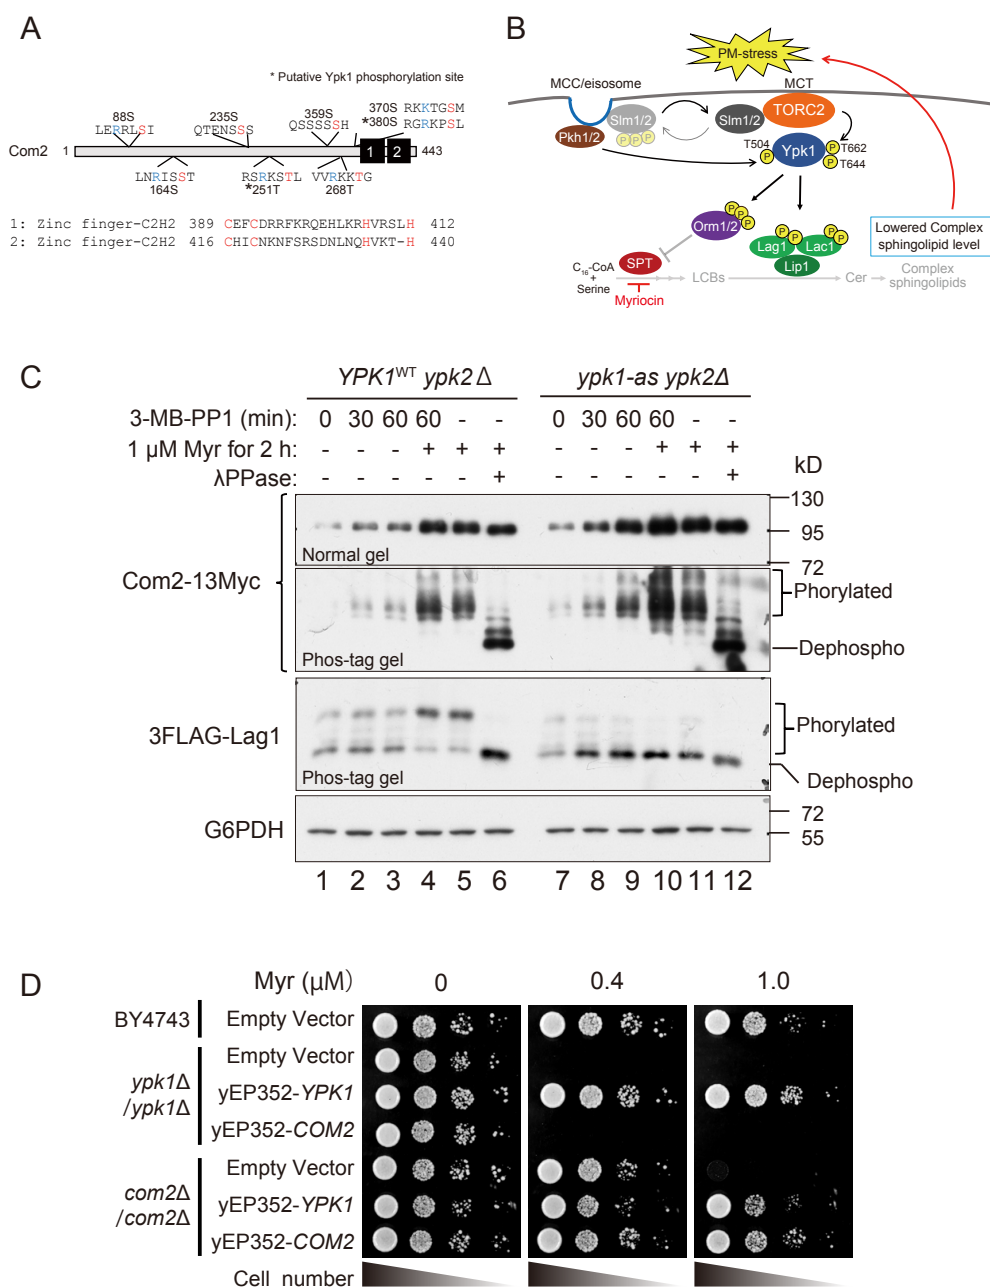 A
* Putative Ypk1 phosphorylation site
88S
LERRLSI
235S
QTENSSS
359S
QSSSSSH
370S RKKTGSM
*380S RGRKPSL
Com2 1
1 2
443
LNRISST
164S
RSRKSTL
*251T
VVRKKTG
268T
1: Zinc finger-C2H2 389 CEFCDRRFKRQEHLKRHVRSLH 412
2: Zinc finger-C2H2 416 CHICNKNFSRSDNLNQHVKT-H 440
B
PM-stress
MCC/eisosome
MCT
Slm1/2
Slm1/2
TORC2
Pkh1/2
P P P
T504
P
Ypk1
P
T662
P
T644
P P P
Orm1/2
P P
P P
Lag1
Lac1
Lip1
Lowered Complex
sphingolipid level
C16-CoA
+
Serine
SPT
Myriocin
LCBs
Cer
Complex
sphingolipids
C
YPK1WT ypk2Δ
ypk1-as ypk2Δ
3-MB-PP1 (min): 0 30 60 60 - - 0 30 60 60 - -
1 μM Myr for 2 h: - - - + + + - - - + + +
λPPase: - - - - - + - - - - - +
kD
130
95
72
Com2-13Myc
Normal gel
Phos-tag gel
Phorylated
Dephospho
3FLAG-Lag1
Phos-tag gel
Phorylated
Dephospho
G6PDH
72
55
1 2 3 4 5 6 7 8 9 10 11 12
D
Myr (μM) 0 0.4 1.0
BY4743
Empty Vector
ypk1Δ
/ypk1Δ
Empty Vector
yEP352-YPK1
yEP352-COM2
com2Δ
/com2Δ
Empty Vector
yEP352-YPK1
yEP352-COM2
Cell number